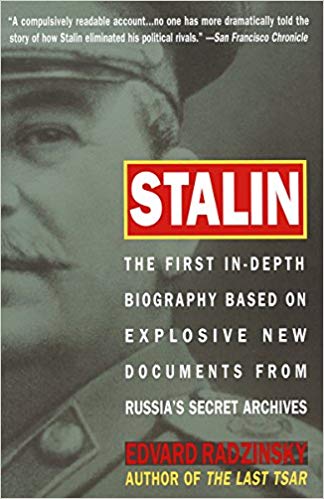 "A compulsively readable account...no one has more dramatically told the
story of how Stalin eliminated his political rivals." —San Francisco Chronicle
STALIN
THE FIRST IN-DEPTH
BIOGRAPHY BASED ON
EXPLOSIVE NEW
DOCUMENTS FROM
RUSSIA'S SECRET ARCHIVES
EDVARD RADZINSKY
AUTHOR OF THE LAST TSAR